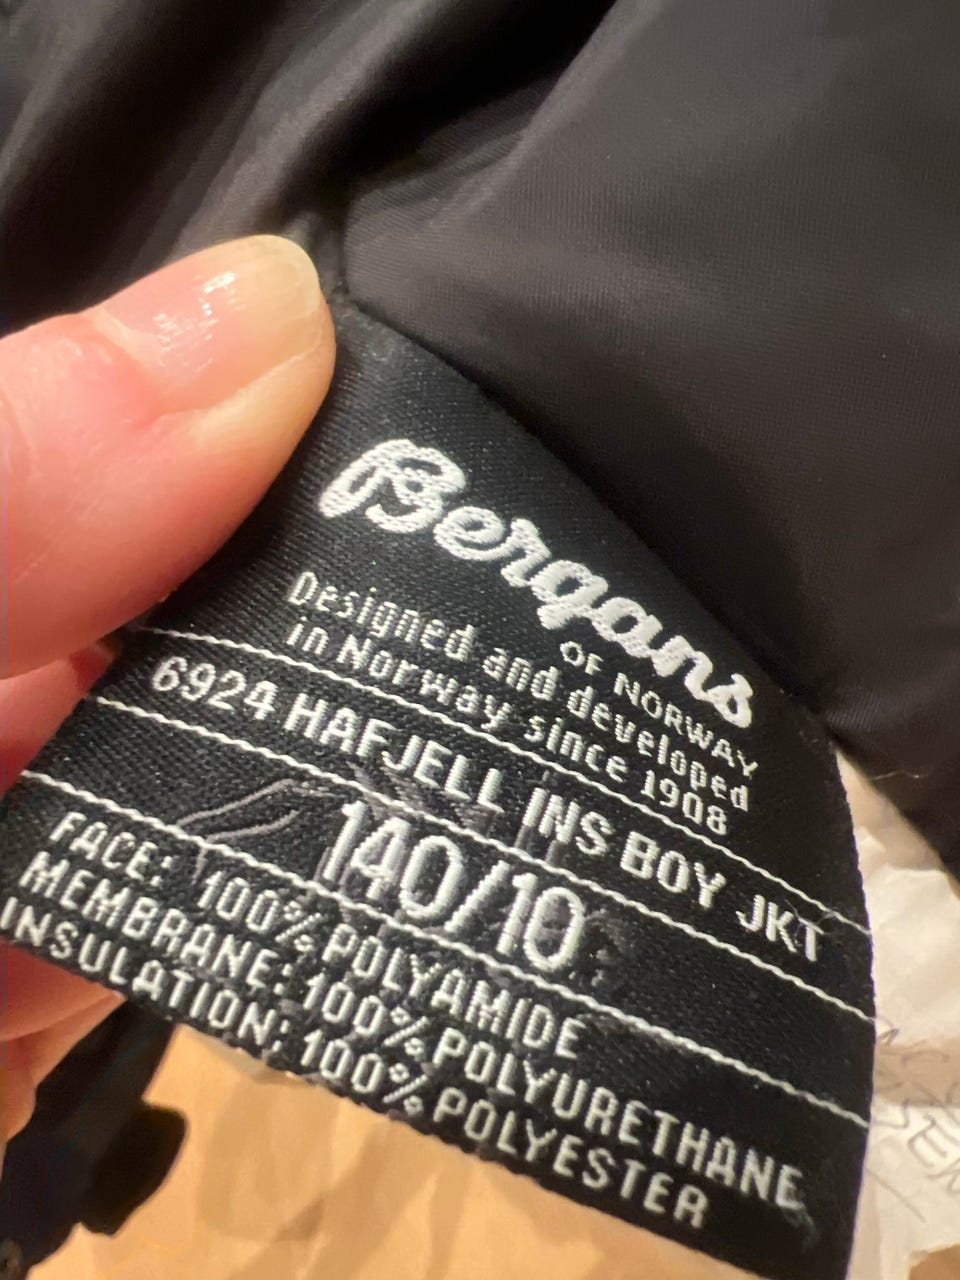 Bergans
OF NORWAY
Designed and developed
in Norway since 1908
6924 HAFJELL INS BOY JKT
140/10
FACE: 100% POLYAMIDE
MEMBRANE: 100% POLYURETHANE
INSULATION: 100% POLYESTER